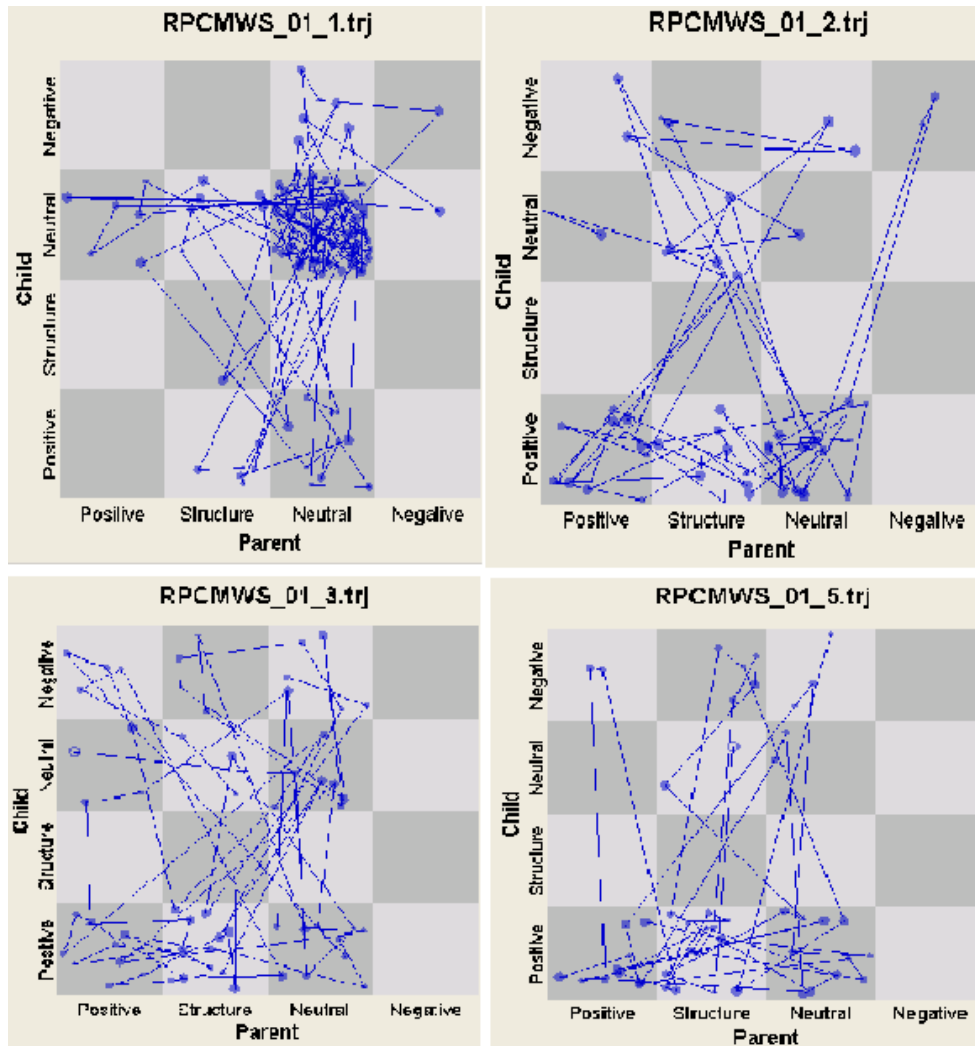 RPCMWS_01_1.trj
Child
Negative
Neutral
Structure
Positive
Positive Structure Neutral Negative
Parent
RPCMWS_01_2.trj
Child
Negative
Neutral
Structure
Positive
Positive Structure Neutral Negative
Parent
RPCMWS_01_3.trj
Child
Negative
Neutral
Structure
Positive
Positive Structure Neutral Negative
Parent
RPCMWS_01_5.trj
Child
Negative
Neutral
Structure
Positive
Positive Structure Neutral Negative
Parent